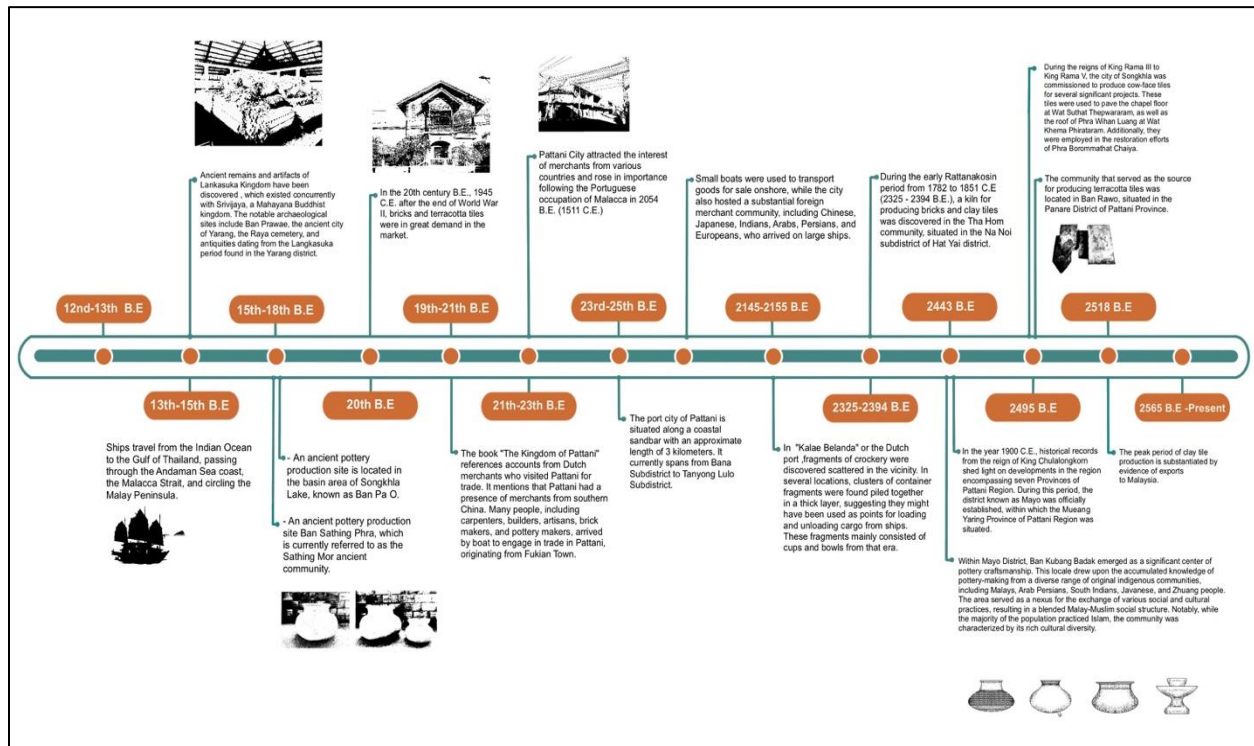 Ancient remains and artifacts of
Lankasuka Kingdom have been
discovered , which existed concurrently
with Srivijaya, a Mahayana Buddhist
kingdom. The notable archaeological
sites include Ban Prawae, the ancient city
of Yarang, the Raya cemetery, and
antiquities dating from the Langkasuka
period found in the Yarang district.
In the 20th century B.E., 1945
C.E. after the end of World War
II, bricks and terracotta tiles
were in great demand in the
market.
Pattani City attracted the interest
of merchants from various
countries and rose in importance
following the Portuguese
occupation of Malacca in 2054
B.E. (1511 C.E.)
Small boats were used to transport
goods for sale onshore, while the city
also hosted a substantial foreign
merchant community, including Chinese,
Japanese, Indians, Arabs, Persians, and
Europeans, who arrived on large ships.
During the early Rattanakosin
period from 1782 to 1851 C.E
(2325 - 2394 B.E.), a kiln for
producing bricks and clay tiles
was discovered in the Tha Hom
community, situated in the Na Noi
subdistrict of Hat Yai district.
During the reigns of King Rama III to
King Rama V, the city of Songkhla was
commissioned to produce cow-face tiles
for several significant projects. These
tiles were used to pave the chapel floor
at Wat Suthat Thepwararam, as well as
the roof of Phra Wihan Luang at Wat
Khema Phirataram. Additionally, they
were employed in the restoration efforts
of Phra Borommathat Chaiya.
The community that served as the source
for producing terracotta tiles was
located in Ban Rawo, situated in the
Panare District of Pattani Province.
12nd-13th B.E
15th-18th B.E
19th-21th B.E
23rd-25th B.E
2145-2155 B.E
2443 B.E
2518 B.E
13th-15th B.E
20th B.E
21th-23th B.E
2325-2394 B.E
2495 B.E
2565 B.E -Present
Ships travel from the Indian Ocean
to the Gulf of Thailand, passing
through the Andaman Sea coast,
the Malacca Strait, and circling the
Malay Peninsula.
- An ancient pottery
production site is located in
the basin area of Songkhla
Lake, known as Ban Pa O.
- An ancient pottery production
site Ban Sathing Phra, which
is currently referred to as the
Sathing Mor ancient
community.
The book "The Kingdom of Pattani"
references accounts from Dutch
merchants who visited Pattani for
trade. It mentions that Pattani had a
presence of merchants from southern
China. Many people, including
carpenters, builders, artisans, brick
makers, and pottery makers, arrived
by boat to engage in trade in Pattani,
originating from Fukian Town.
The port city of Pattani is
situated along a coastal
sandbar with an approximate
length of 3 kilometers. It
currently spans from Bana
Subdistrict to Tanyong Lulo
Subdistrict.
In "Kalae Belanda" or the Dutch
port ,fragments of crockery were
discovered scattered in the vicinity. In
several locations, clusters of container
fragments were found piled together
in a thick layer, suggesting they might
have been used as points for loading
and unloading cargo from ships.
These fragments mainly consisted of
cups and bowls from that era.
In the year 1900 C.E., historical records
from the reign of King Chulalongkorn
shed light on developments in the region
encompassing seven Provinces of
Pattani Region. During this period, the
district known as Mayo was officially
established, within which the Mueang
Yaring Province of Pattani Region was
situated.
The peak period of clay tile
production is substantiated by
evidence of exports
to Malaysia.
Within Mayo District, Ban Kubang Badak emerged as a significant center of
pottery craftsmanship. This locale drew upon the accumulated knowledge of
pottery-making from a diverse range of original indigenous communities,
including Malays, Arab Persians, South Indians, Javanese, and Zhuang people.
The area served as a nexus for the exchange of various social and cultural
practices, resulting in a blended Malay-Muslim social structure. Notably, while
the majority of the population practiced Islam, the community was
characterized by its rich cultural diversity.